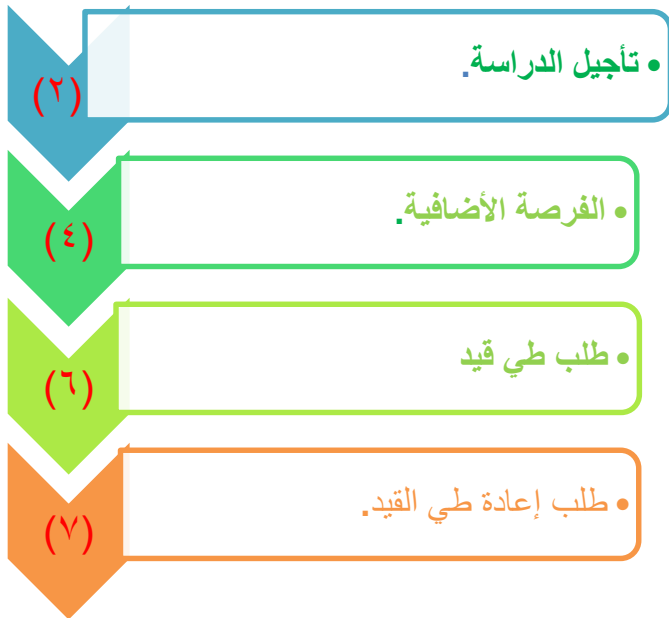 • تأجيل الدراسة.
(٢)
• الفرصة الأضافية.
(٤)
• طلب طي قيد
(٦)
• طلب إعادة طي القيد.
(٧)